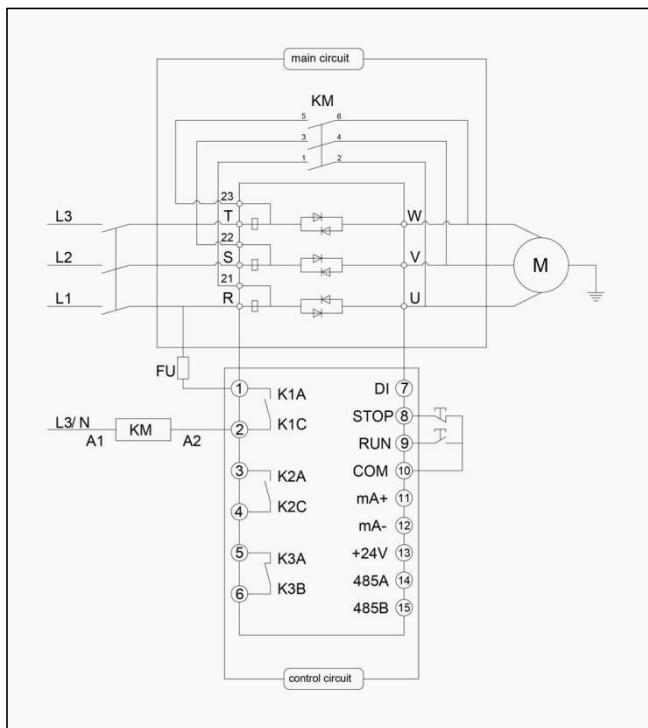 main circuit
KM
5 6
3 4
1 2
23
L3 T W
22
L2 S V M
21
L1 R U
FU
1 K1A DI 7
STOP 8
L3/ N A1 KM A2 2 K1C RUN 9
3 K2A COM 10
mA+ 11
4 K2C mA- 12
5 K3A +24V 13
485A 14
6 K3B 485B 15
control circuit